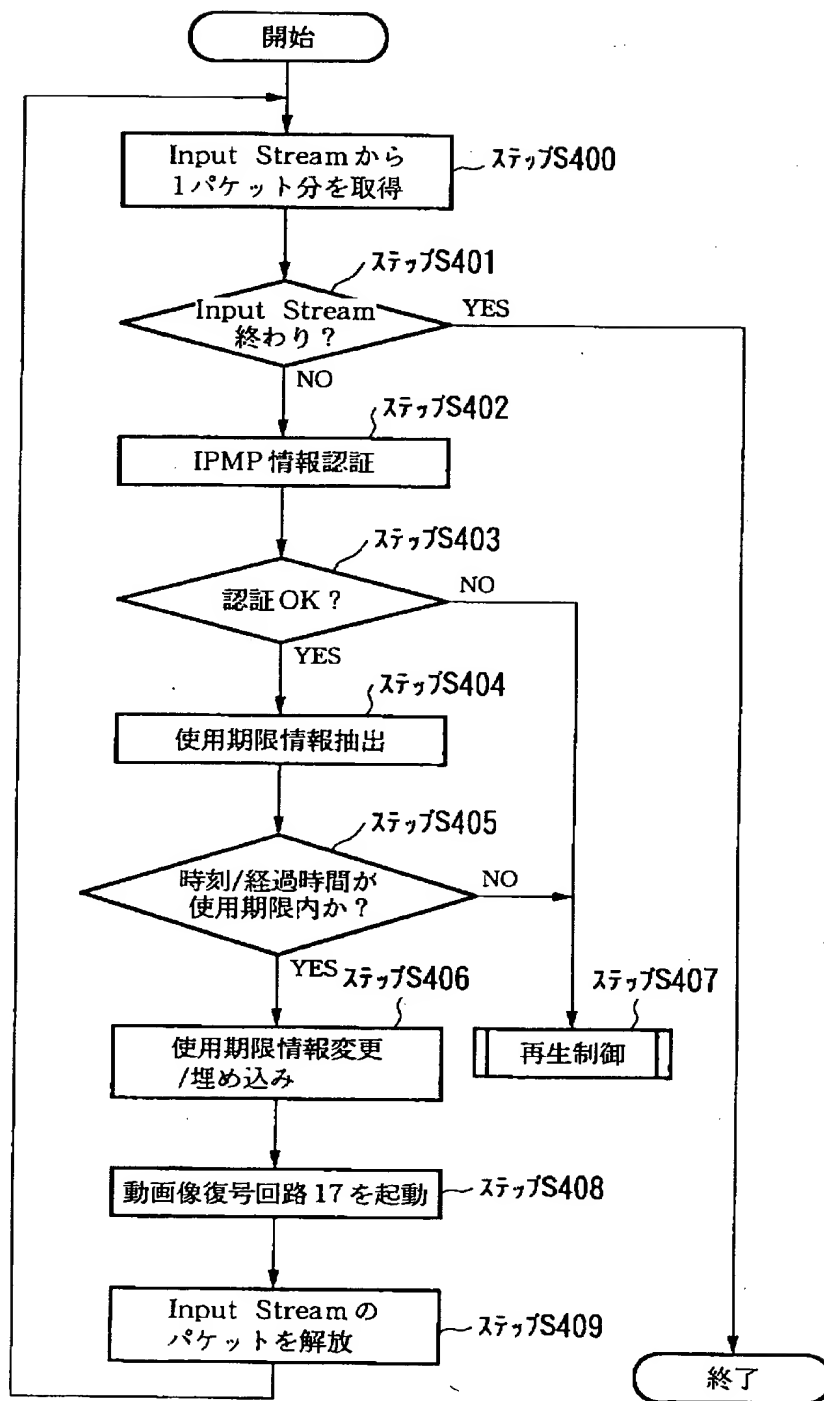 開始
Input Streamから
1パケット分を取得
ステップS400
ステップS401
Input Stream
終わり？
YES
NO
ステップS402
IPMP情報認証
ステップS403
認証OK？
NO
YES
ステップS404
使用期限情報抽出
ステップS405
時刻/経過時間が
使用期限内か？
NO
YES
ステップS406
使用期限情報変更
/埋め込み
ステップS407
再生制御
動画像復号回路17を起動
ステップS408
Input Streamの
パケットを解放
ステップS409
終了